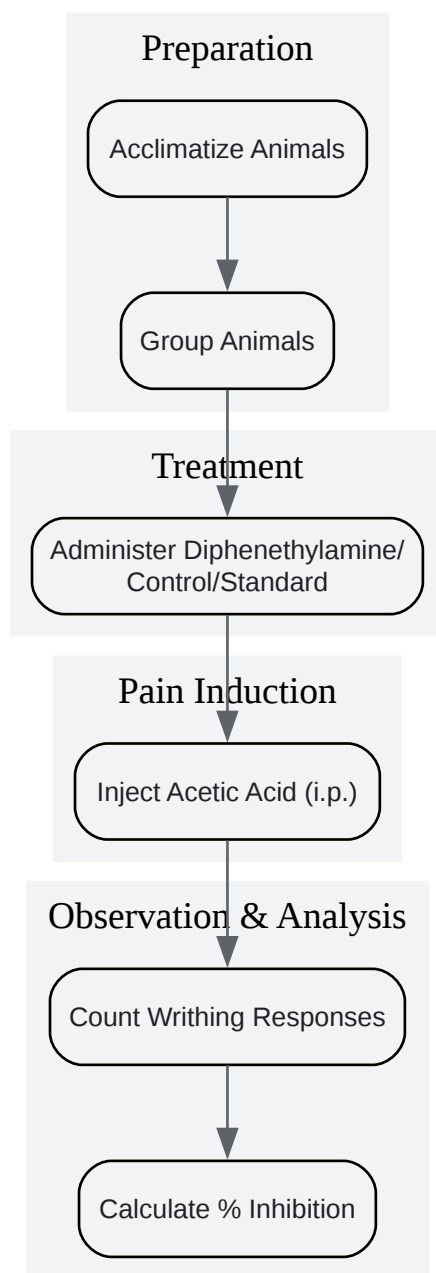 Preparation
Acclimatize Animals
Group Animals
Treatment
Administer Diphenethylamine/
Control/Standard
Pain Induction
Inject Acetic Acid (i.p.)
Observation & Analysis
Count Writhing Responses
Calculate % Inhibition